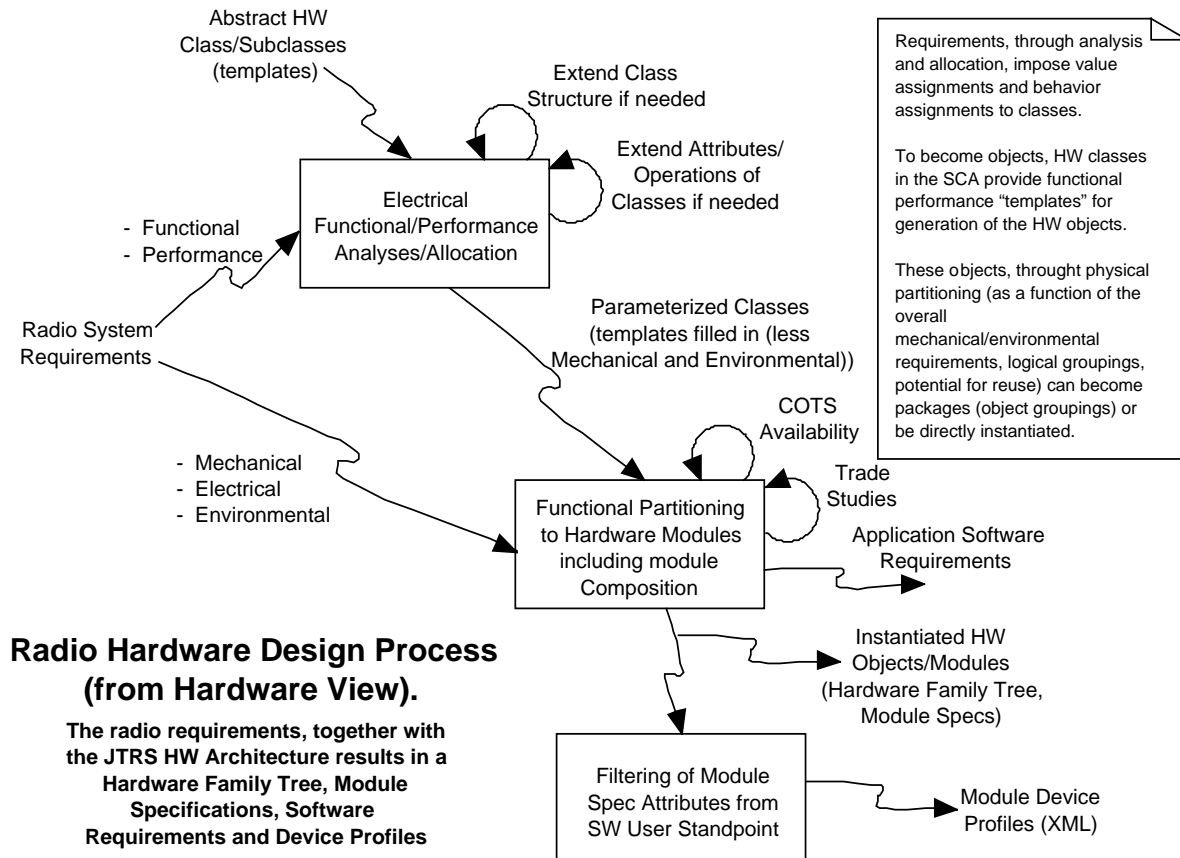 Abstract HW
Class/Subclasses
(templates)
Extend Class
Structure if needed
Extend Attributes/
Operations of
Classes if needed
Electrical
Functional/Performance
Analyses/Allocation
- Functional
- Performance
Radio System
Requirements
Parameterized Classes
(templates filled in (less
Mechanical and Environmental))
- Mechanical
- Electrical
- Environmental
COTS
Availability
Trade
Studies
Functional Partitioning
to Hardware Modules
including module
Composition
Application Software
Requirements
Instantiated HW
Objects/Modules
(Hardware Family Tree,
Module Specs)
Filtering of Module
Spec Attributes from
SW User Standpoint
Module Device
Profiles (XML)
Requirements, through analysis
and allocation, impose value
assignments and behavior
assignments to classes.
To become objects, HW classes
in the SCA provide functional
performance “templates” for
generation of the HW objects.
These objects, throught physical
partitioning (as a function of the
overall
mechanical/environmental
requirements, logical groupings,
potential for reuse) can become
packages (object groupings) or
be directly instantiated.
Radio Hardware Design Process
(from Hardware View).
The radio requirements, together with
the JTRS HW Architecture results in a
Hardware Family Tree, Module
Specifications, Software
Requirements and Device Profiles